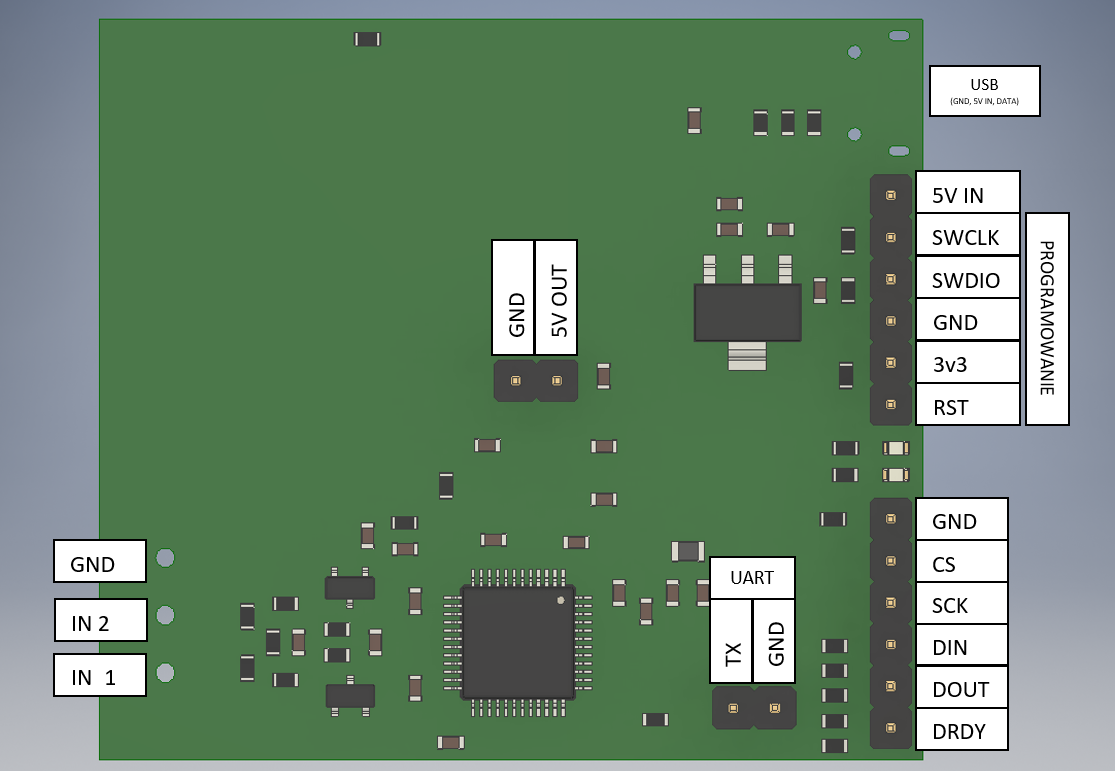 USB
(GND, 5V IN, DATA)
5V IN
SWCLK
SWDIO
GND
3v3
RST
PROGRAMOWANIE
GND
5V OUT
GND
IN 2
IN 1
UART
TX
GND
GND
CS
SCK
DIN
DOUT
DRDY